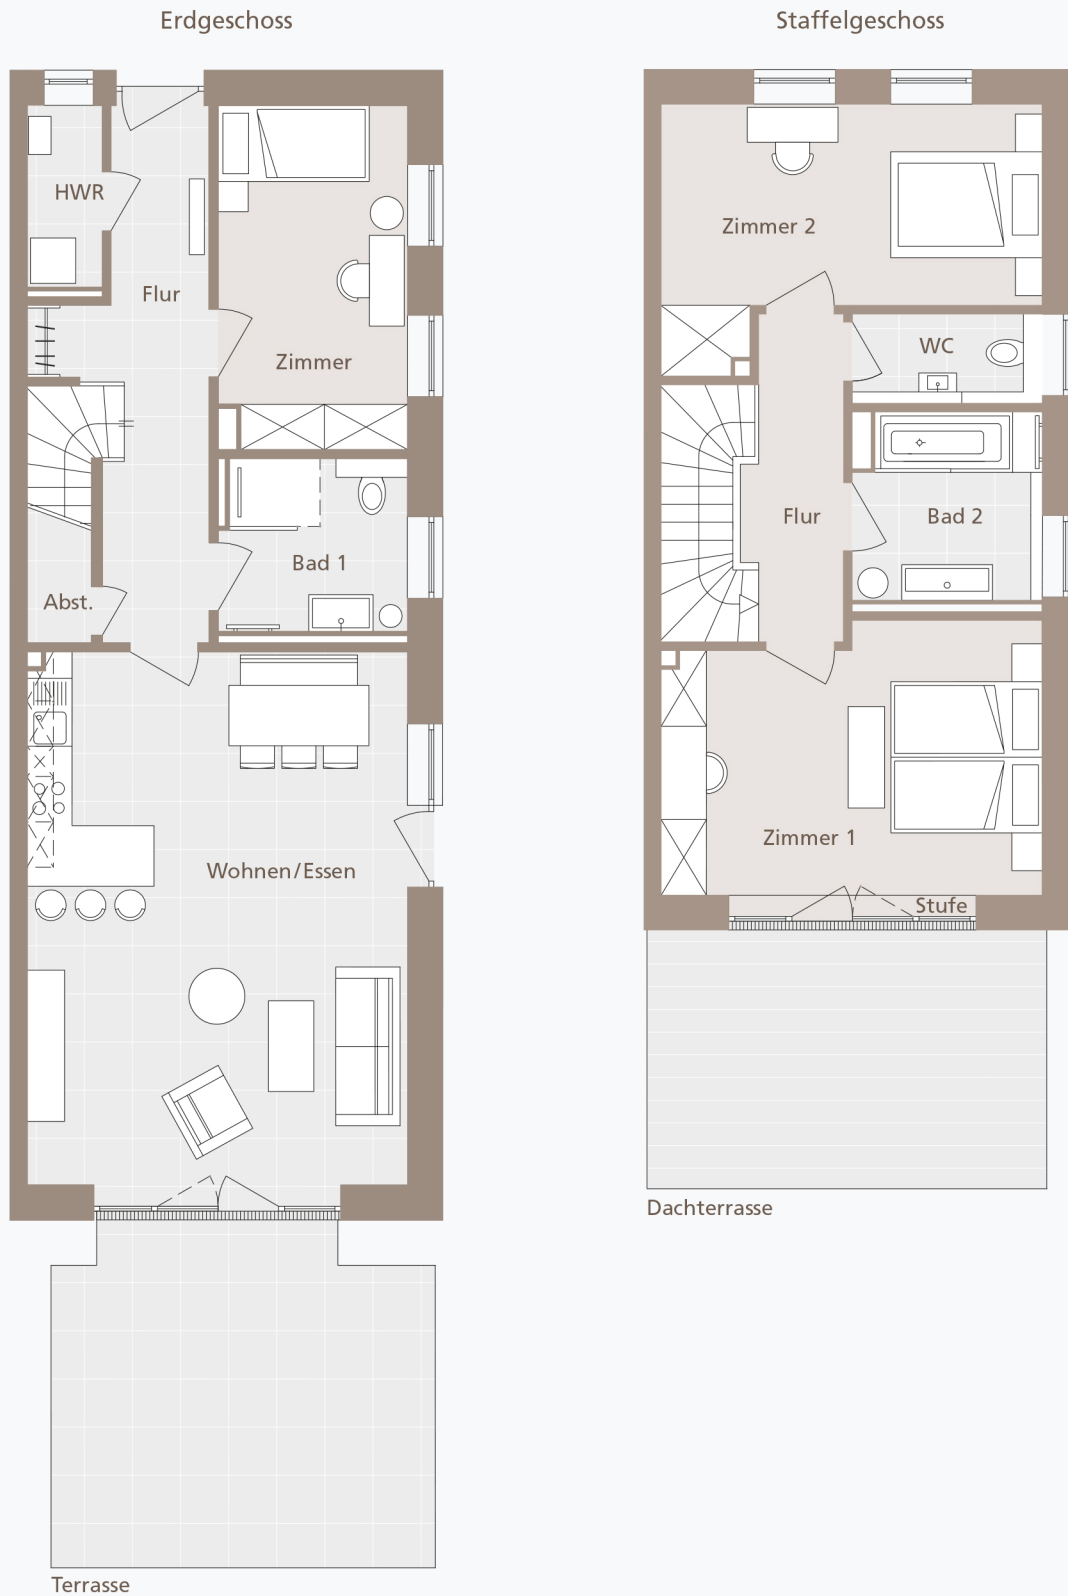 Erdgeschoss
HWR
Flur
Zimmer
Bad 1
Abst.
Wohnen/Essen
Terrasse
Staffelgeschoss
Zimmer 2
WC
Flur
Bad 2
Zimmer 1
Stufe
Dachterrasse